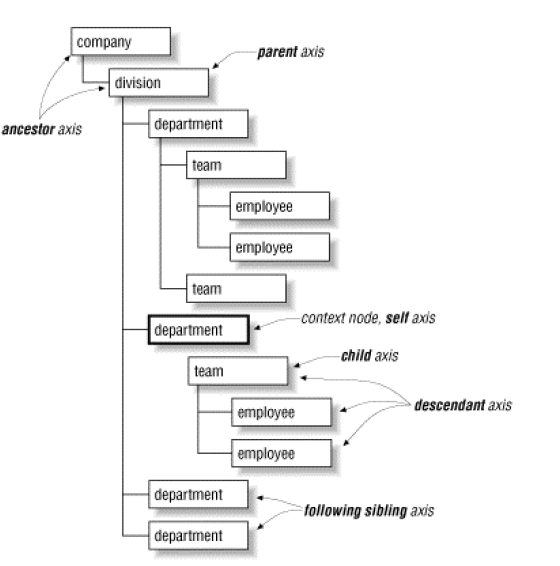 company
parent axis
division
ancestor axis
department
team
employee
employee
team
context node, self axis
department
child axis
team
descendant axis
employee
employee
department
following sibling axis
department